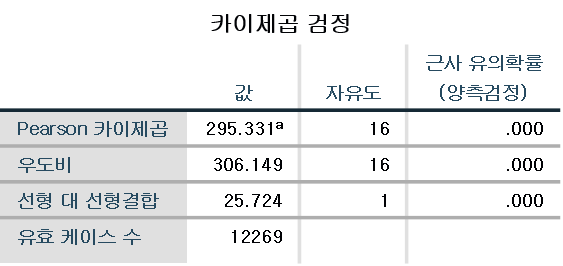 카이제곱 검정
값 자유도 근사 유의확률 (양측검정)
Pearson 카이제곱 295.331ª 16 .000
우도비 306.149 16 .000
선형 대 선형결합 25.724 1 .000
유효 케이스 수 12269